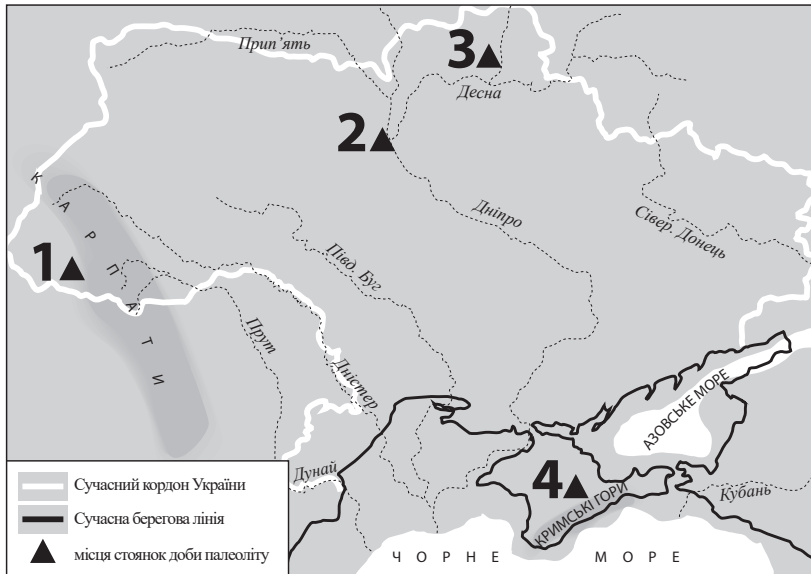 Прип’ять
3
Десна
2
КАРПАТИ
Дніпро
Сівер. Донець
1
Півд. Буг
Прут
Дністер
АЗОВСЬКЕ МОРЕ
Дунай
4
КРИМСЬКІ ГОРИ
Кубань
ЧОРНЕ МОРЕ
Сучасний кордон України
Сучасна берегова лінія
місця стоянок доби палеоліту